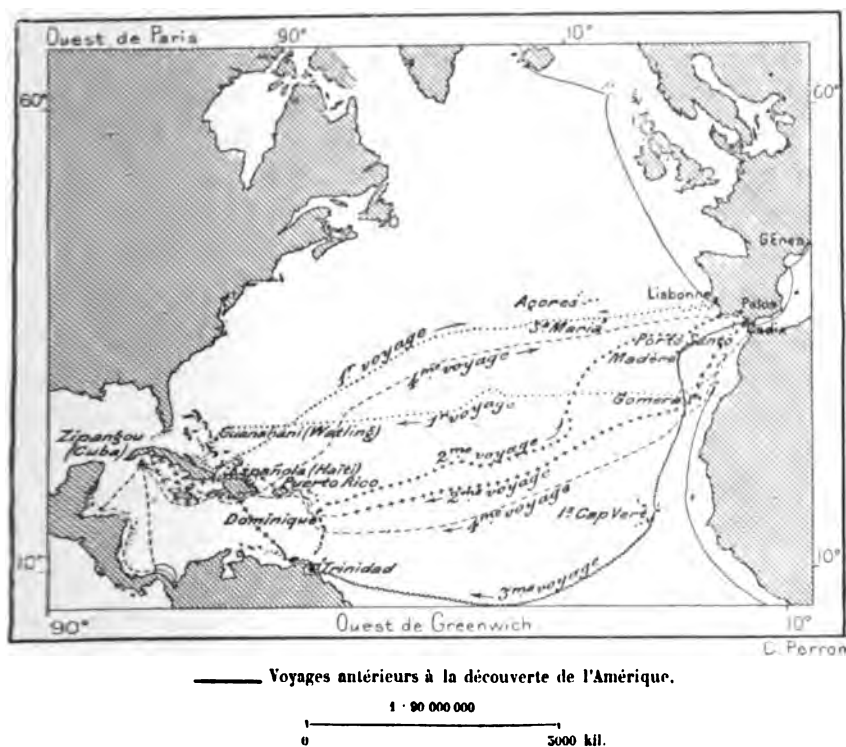 Ouest de Paris
90°
10°
60°
60°
Gênes
Lisbonne
Palos
Cadix
Açores
Sta Maria
Porto Santo
Madère
1r voyage
4me voyage
Gomera
1r voyage
Guanahani (Watling)
Zipangou
(Cuba)
2me voyage
Española (Haïti)
Puerto Rico
2me voyage
Dominique
4me voyage
Is Cap Vert
10°
10°
Trinidad
3me voyage
90°
Ouest de Greenwich
10°
C. Perron
Voyages antérieurs à la découverte de l'Amérique.
1 : 90 000 000
0
3000 kil.